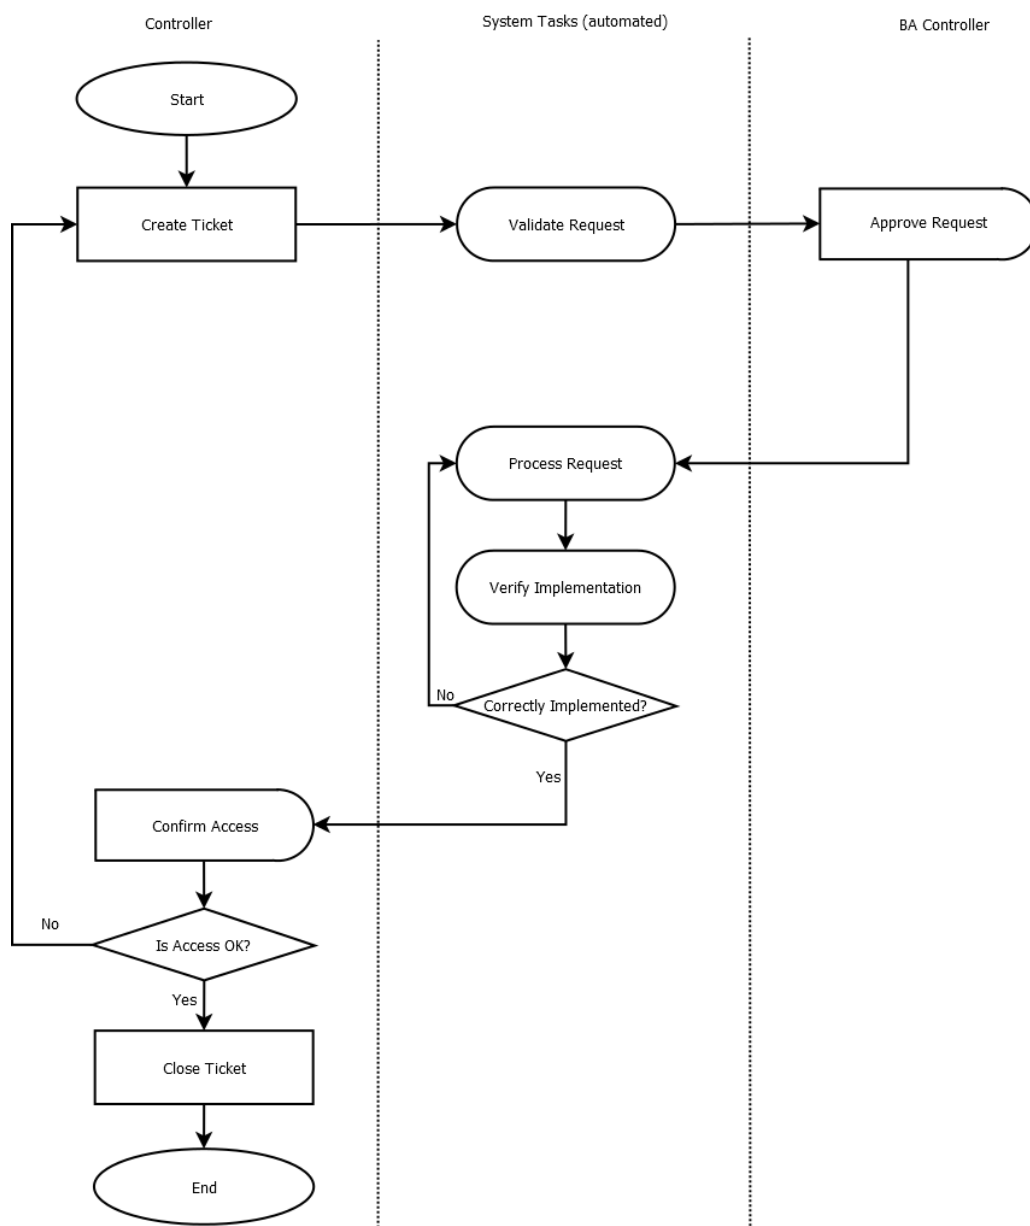 Controller
System Tasks (automated)
BA Controller
Start
Create Ticket
Validate Request
Approve Request
Process Request
Verify Implementation
No
Correctly Implemented?
Yes
Confirm Access
No
Is Access OK?
Yes
Close Ticket
End